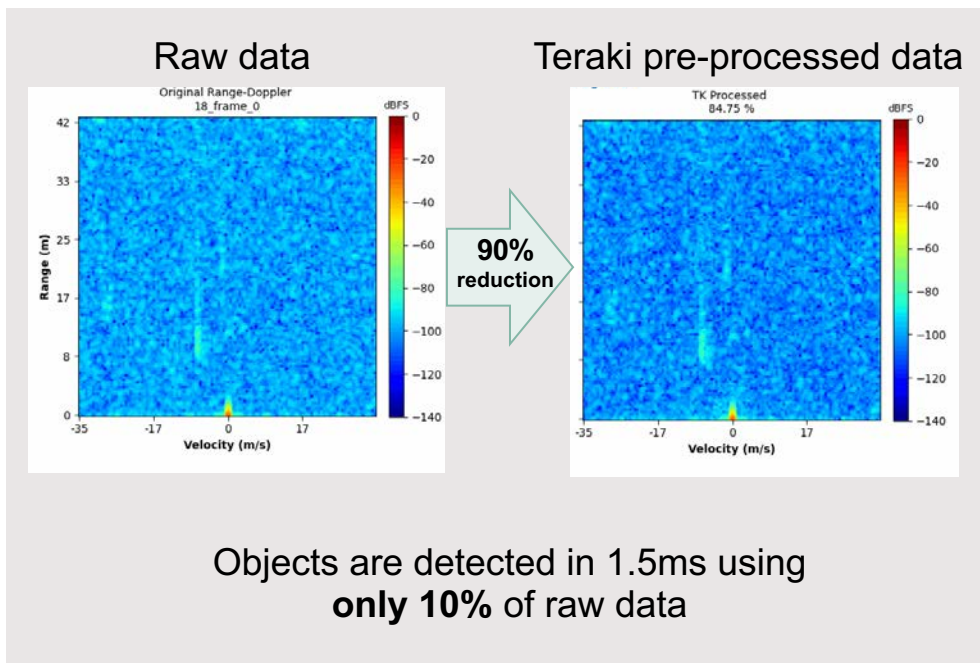 Raw data
Teraki pre-processed data
Original Range-Doppler
18_frame_0
dBFS
0
-20
-40
-60
-80
-100
-120
-140
42
33
25
17
8
0
Range (m)
-35
-17
0
17
Velocity (m/s)
90%
reduction
TK Processed
84.75 %
dBFS
0
-20
-40
-60
-80
-100
-120
-140
-35
-17
0
17
Velocity (m/s)
Objects are detected in 1.5ms using
only 10% of raw data